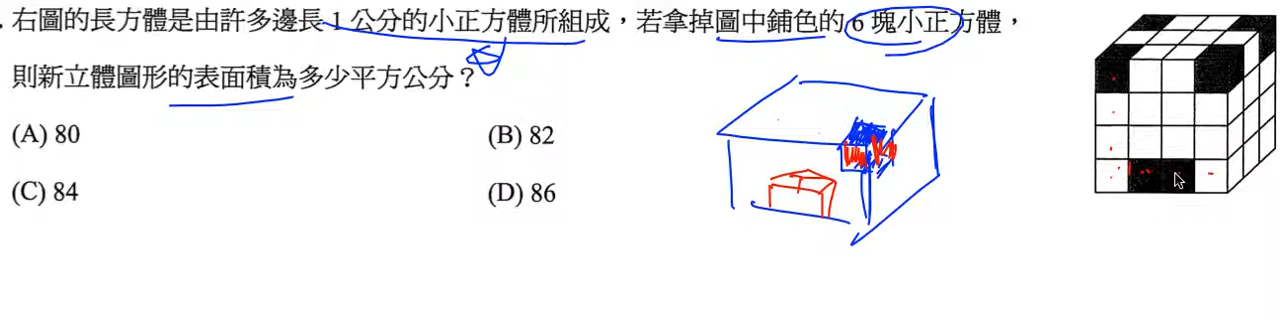 . 右圖的長方體是由許多邊長 1 公分的小正方體所組成，若拿掉圖中鋪色的 6 塊小正方體，
則新立體圖形的表面積為多少平方公分？
(A) 80 (B) 82
(C) 84 (D) 86